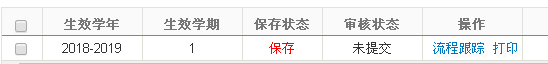 生效学年 生效学期 保存状态 审核状态 操作
2018-2019 1 保存 未提交 流程跟踪 打印